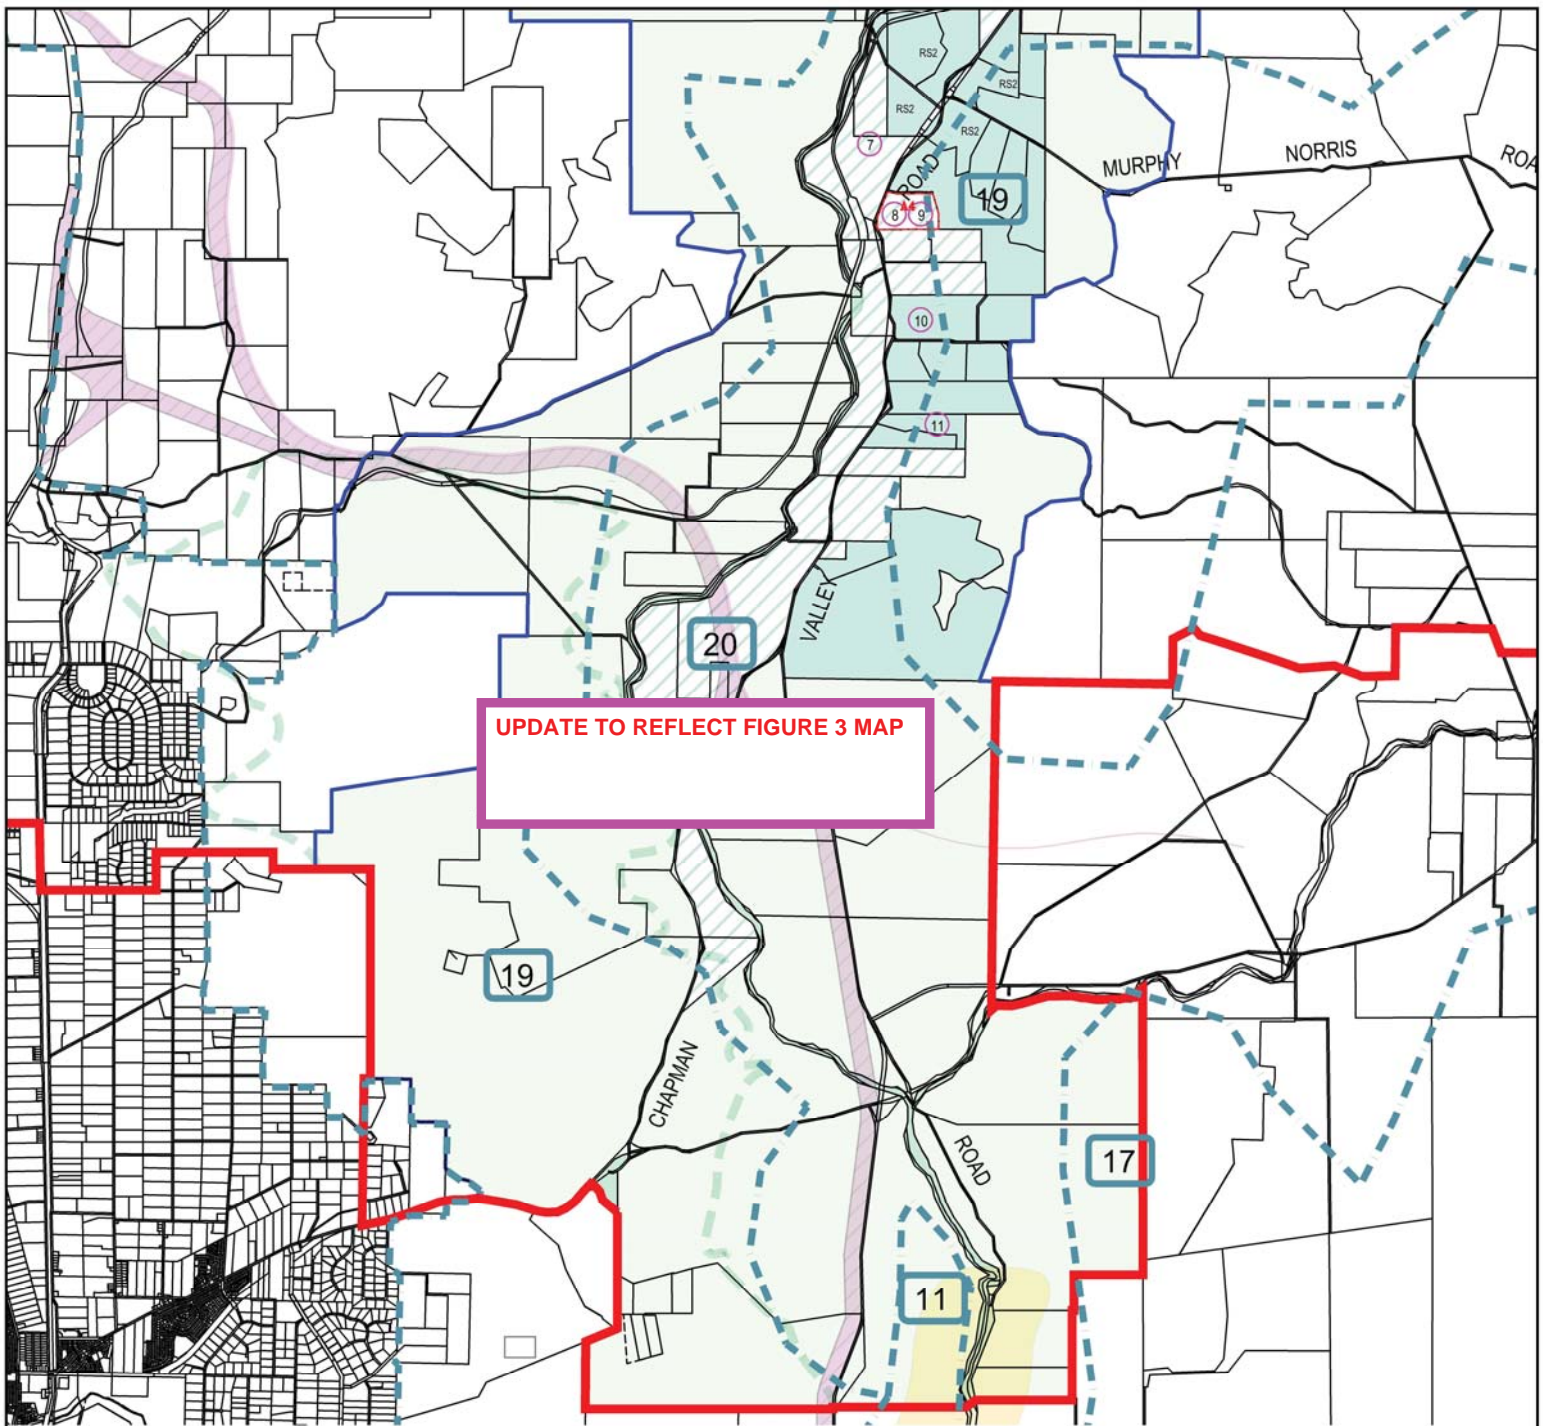 RS2
RS2
RS2
RS2
7
ROAD
MURPHY
NORRIS
ROA
19
8
A4
9
10
11
VALLEY
20
UPDATE TO REFLECT FIGURE 3 MAP
19
CHAPMAN
ROAD
17
11